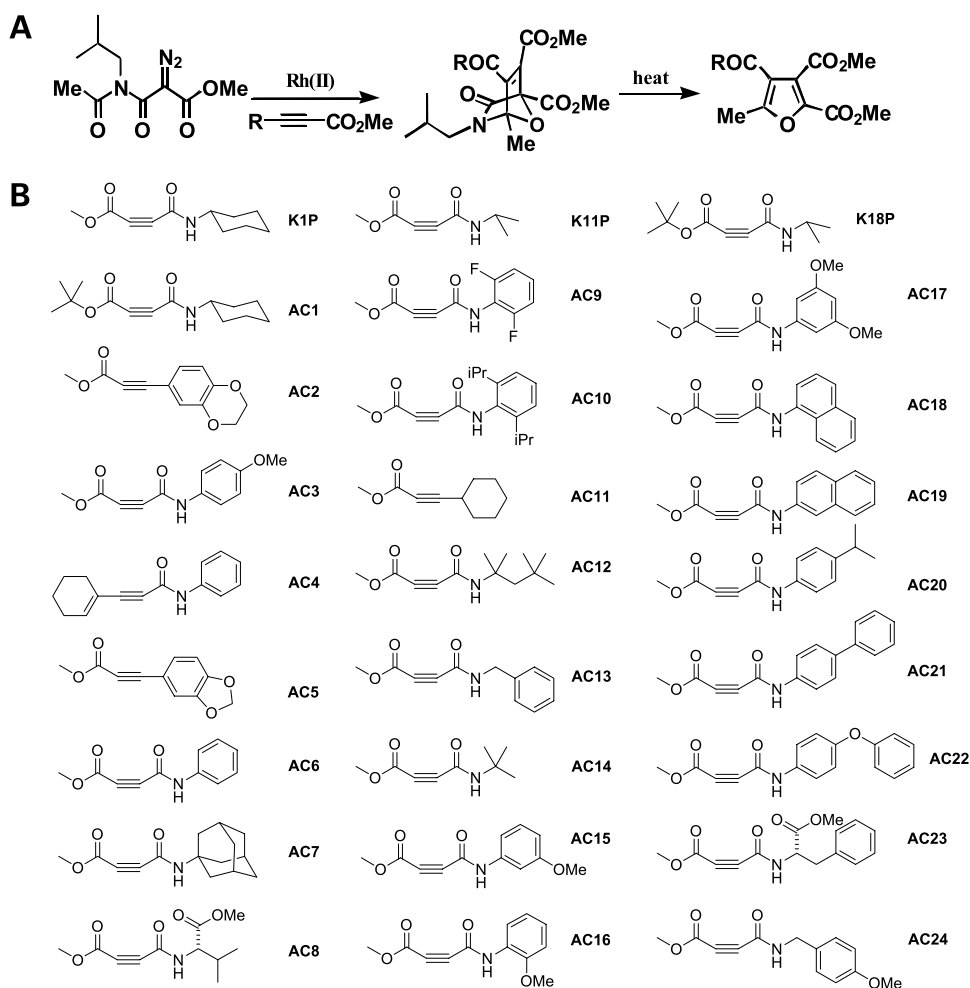 A
N2
Me
N
OMe
O
O
O
Rh(II)
R
CO2Me
CO2Me
ROC
O
CO2Me
N
O
Me
heat
ROC
CO2Me
Me
O
CO2Me
B
O
O
O
N
H
K1P
O
O
O
N
H
K11P
O
O
O
N
H
K18P
O
O
O
N
H
AC1
O
O
O
N
H
F
F
AC9
O
O
O
N
H
OMe
OMe
AC17
O
O
O
O
AC2
O
O
O
N
H
iPr
iPr
AC10
O
O
O
N
H
AC18
O
O
O
N
H
OMe
AC3
O
O
AC11
O
O
O
N
H
AC19
O
N
H
AC4
O
O
O
N
H
AC12
O
O
O
N
H
AC20
O
O
O
O
AC5
O
O
O
N
H
AC13
O
O
O
N
H
AC21
O
O
O
N
H
AC6
O
O
O
N
H
AC14
O
O
O
N
H
O
AC22
O
O
O
N
H
AC7
O
O
O
N
H
OMe
AC15
O
O
O
N
H
O
OMe
AC23
O
O
O
N
H
O
OMe
AC8
O
O
O
N
H
OMe
AC16
O
O
O
N
H
OMe
AC24